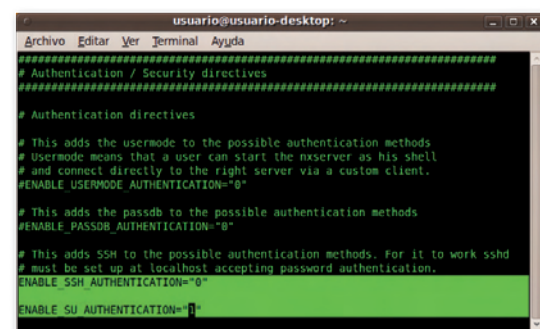 usuario@usuario-desktop: ~
Archivo Editar Ver Terminal Ayuda
################################################################################
# Authentication / Security directives
################################################################################
# Authentication directives
# This adds the usermode to the possible authentication methods
# Usermode means that a user can start the nxserver as his shell
# and connect directly to the right server via a custom client.
#ENABLE_USERMODE_AUTHENTICATION="0"
# This adds the passdb to the possible authentication methods
#ENABLE_PASSDB_AUTHENTICATION="0"
# This adds SSH to the possible authentication methods. For it to work sshd
# must be set up at localhost accepting password authentication.
ENABLE_SSH_AUTHENTICATION="0"
ENABLE_SU_AUTHENTICATION="1"